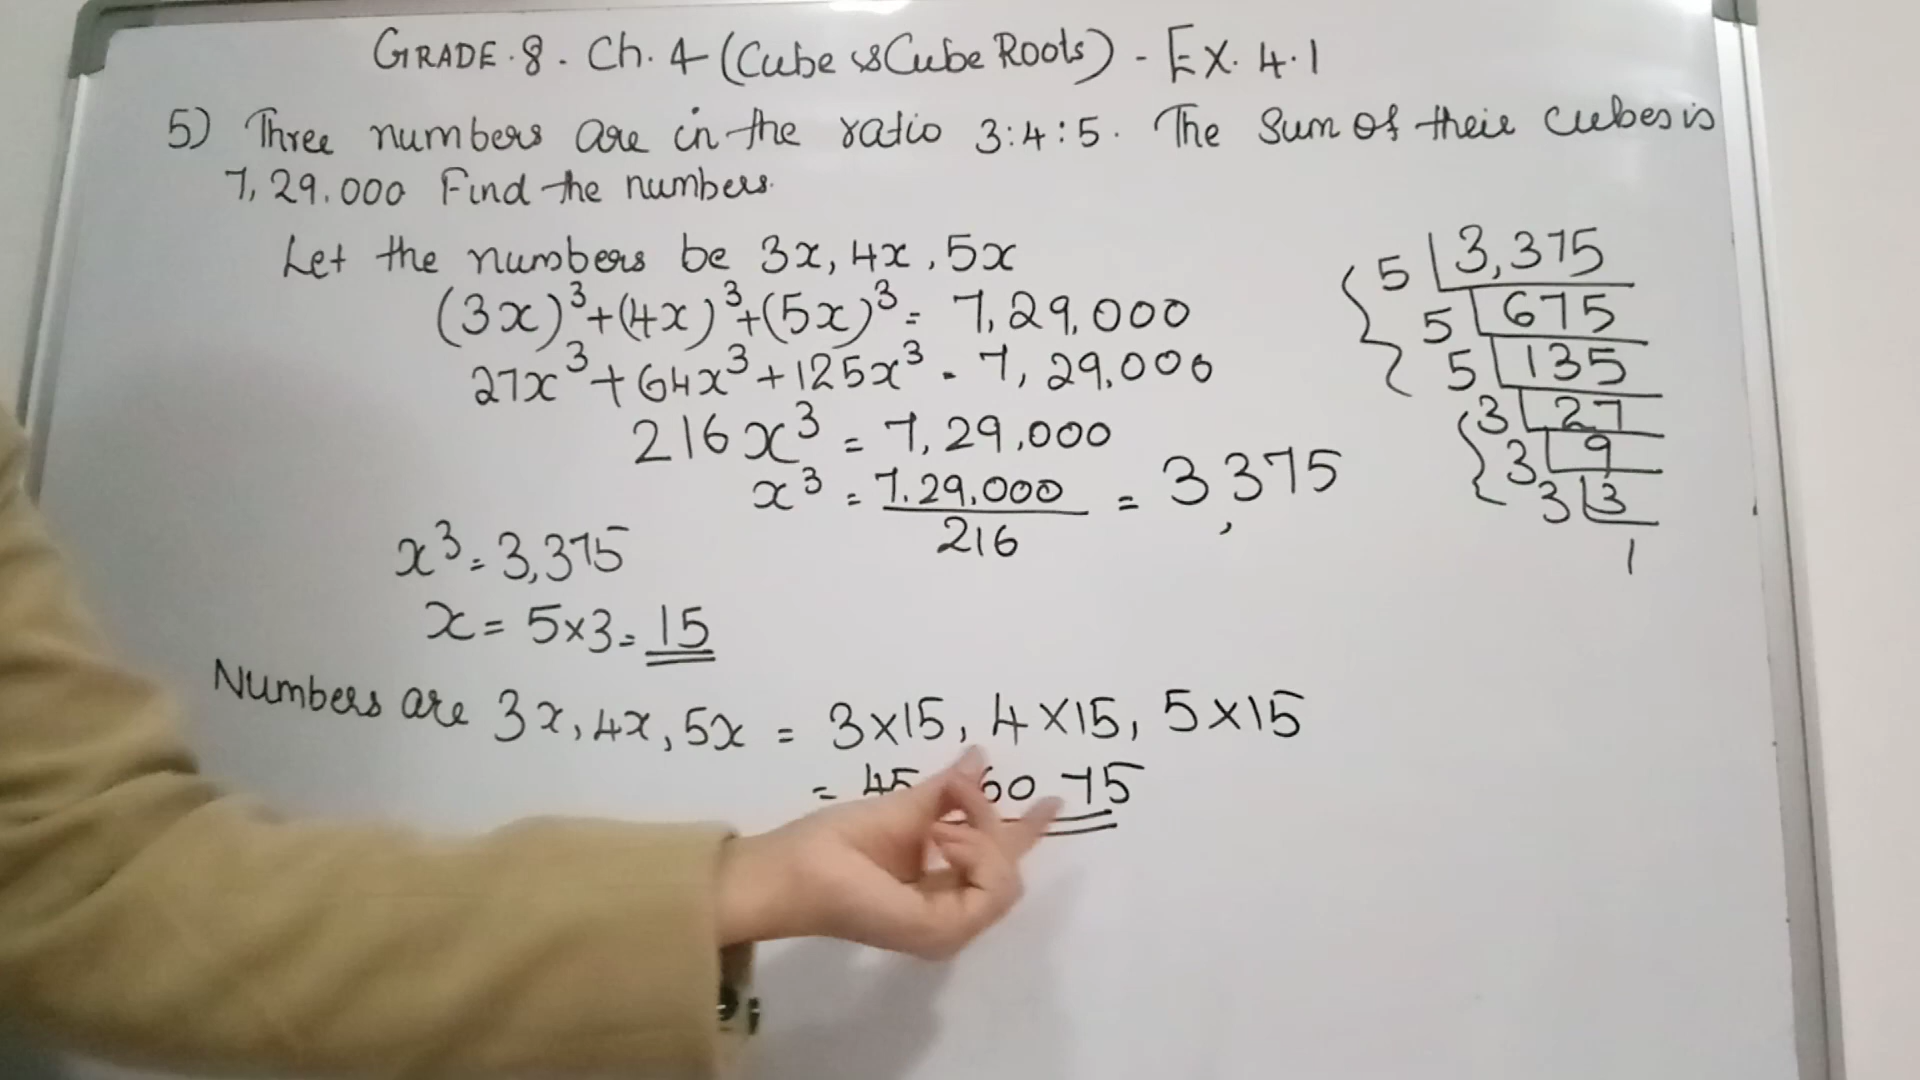 GRADE.8. Ch. 4 (Cube & Cube Roots) - Ex. 4.1
5) Three numbers are in the ratio 3:4:5. The Sum of their cubes is
7,29.000 Find the numbers.
Let the numbers be 3x, 4x, 5x
(3x)³+(4x)³+(5x)³= 7,29,000
27x³+64x³+125x³ = 7,29,000
216x³ = 7,29,000
x³ = 7.29,000 / 216 = 3,375
x³ = 3,375
x = 5×3 = 15
Numbers are 3x, 4x, 5x = 3×15, 4×15, 5×15
= 45 60 75
5 3,375
5 675
5 135
3 27
3 9
3 3
1